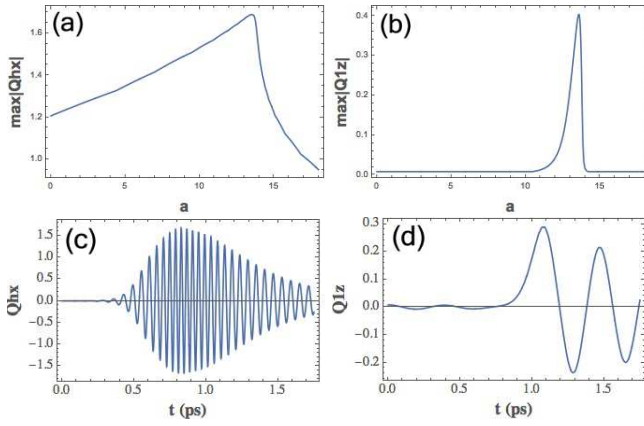 (a)
max|Qhx|
1.6
1.4
1.2
1.0
0 5 10 15
a
(b)
max|Q1z|
0.4
0.3
0.2
0.1
0.0
0 5 10 15
a
(c)
Qhx
1.5
1.0
0.5
0.0
-0.5
-1.0
-1.5
0.0 0.5 1.0 1.5
t (ps)
(d)
Q1z
0.3
0.2
0.1
0.0
-0.1
-0.2
0.0 0.5 1.0 1.5
t (ps)